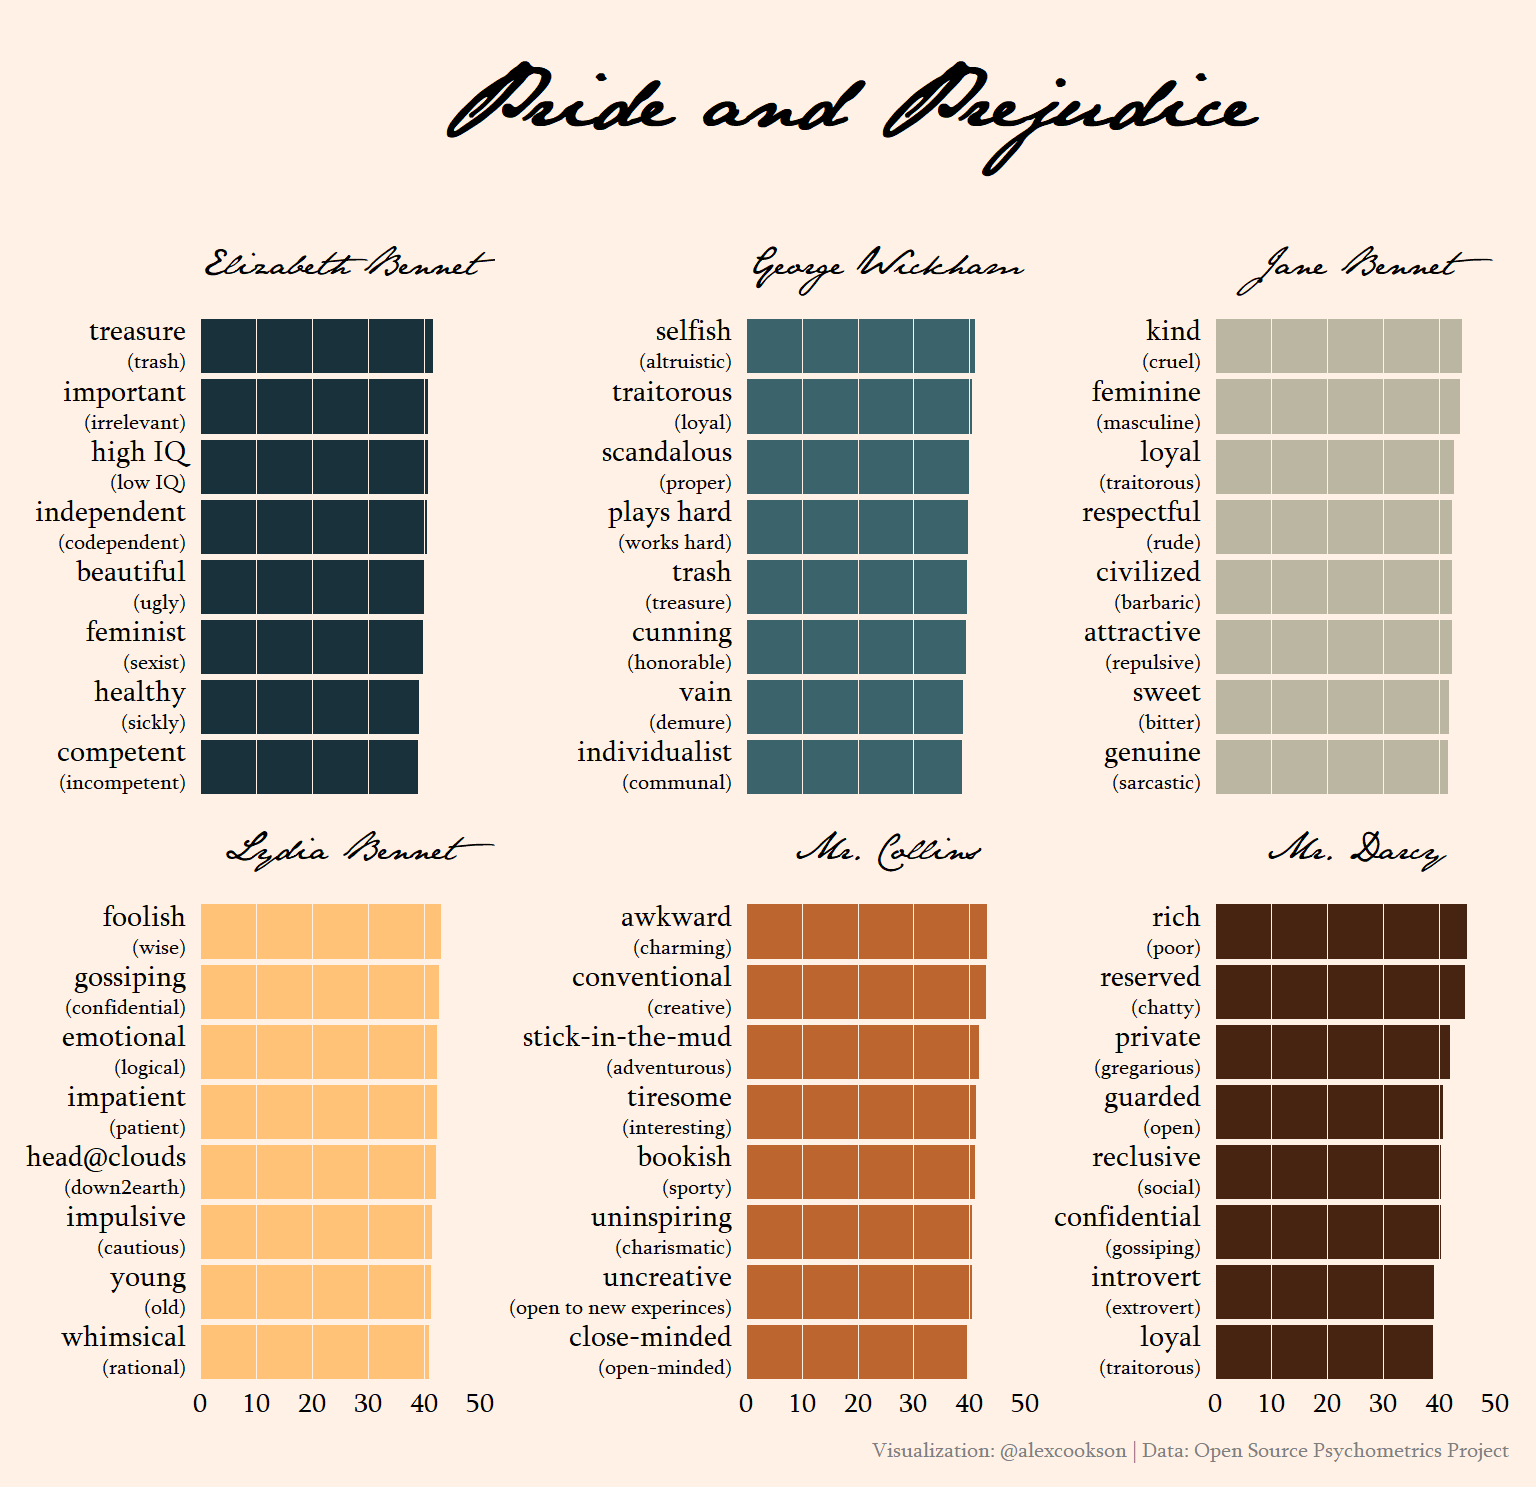 Pride and Prejudice
Elizabeth Bennet
treasure
(trash)
important
(irrelevant)
high IQ
(low IQ)
independent
(codependent)
beautiful
(ugly)
feminist
(sexist)
healthy
(sickly)
competent
(incompetent)
George Wickham
selfish
(altruistic)
traitorous
(loyal)
scandalous
(proper)
plays hard
(works hard)
trash
(treasure)
cunning
(honorable)
vain
(demure)
individualist
(communal)
Jane Bennet
kind
(cruel)
feminine
(masculine)
loyal
(traitorous)
respectful
(rude)
civilized
(barbaric)
attractive
(repulsive)
sweet
(bitter)
genuine
(sarcastic)
Lydia Bennet
foolish
(wise)
gossiping
(confidential)
emotional
(logical)
impatient
(patient)
head@clouds
(down2earth)
impulsive
(cautious)
young
(old)
whimsical
(rational)
0 10 20 30 40 50
Mr. Collins
awkward
(charming)
conventional
(creative)
stick-in-the-mud
(adventurous)
tiresome
(interesting)
bookish
(sporty)
uninspiring
(charismatic)
uncreative
(open to new experinces)
close-minded
(open-minded)
0 10 20 30 40 50
Mr. Darcy
rich
(poor)
reserved
(chatty)
private
(gregarious)
guarded
(open)
reclusive
(social)
confidential
(gossiping)
introvert
(extrovert)
loyal
(traitorous)
0 10 20 30 40 50
Visualization: @alexcookson | Data: Open Source Psychometrics Project